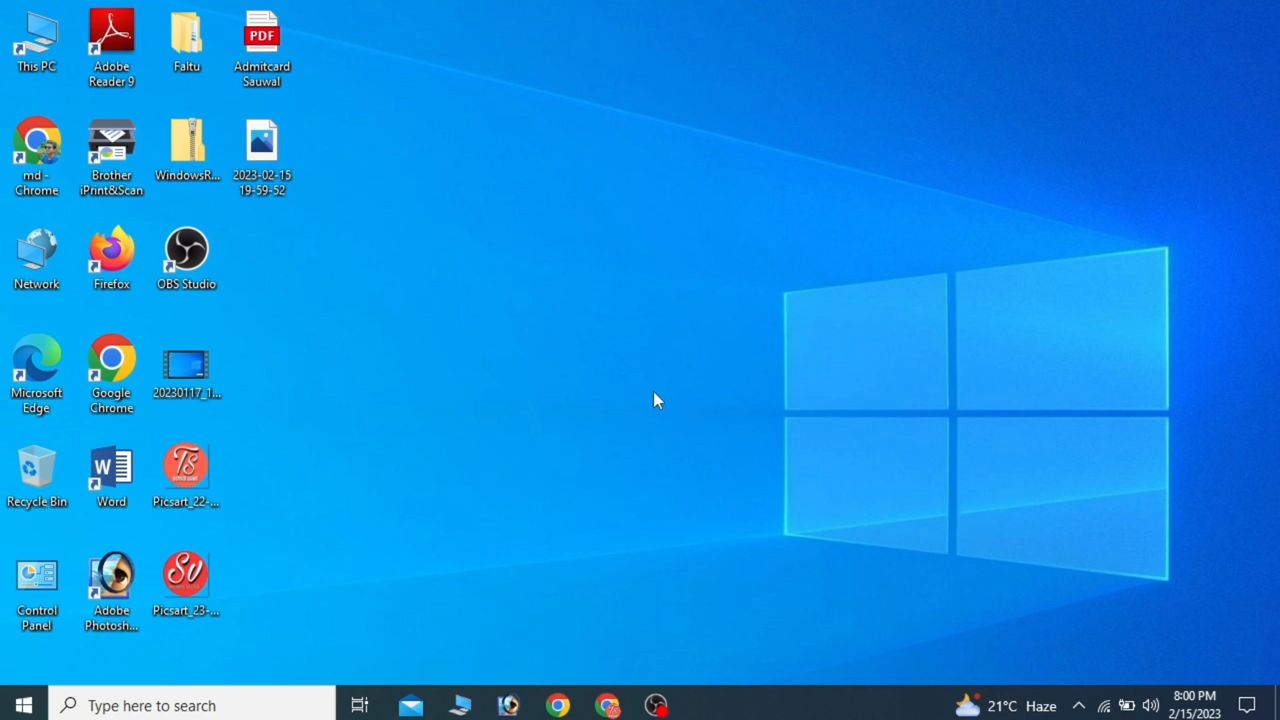 This PC
Adobe
Reader 9
Faltu
PDF
Admitcard
Sauwal
md -
Chrome
Brother
iPrint&Scan
WindowsR...
2023-02-15
19-59-52
Network
Firefox
OBS Studio
Microsoft
Edge
Google
Chrome
20230117_1...
Recycle Bin
W
Word
TS
Picsart_22-...
Control
Panel
Adobe
Photosh...
SV
Picsart_23-...
Type here to search
21°C Haze
8:00 PM
2/15/2023